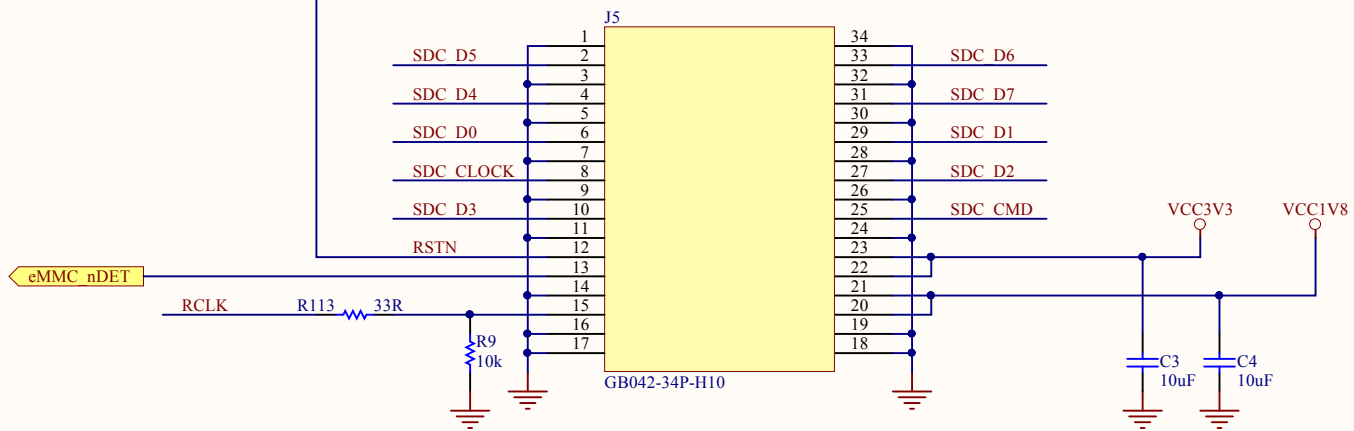 J5
1 34
SDC_D5 2 33 SDC_D6
3 32
SDC_D4 4 31 SDC_D7
5 30
SDC_D0 6 29 SDC_D1
7 28
SDC_CLOCK 8 27 SDC_D2
9 26
SDC_D3 10 25 SDC_CMD VCC3V3 VCC1V8
11 24
RSTN 12 23
eMMC_nDET 13 22
14 21
RCLK R113 33R 15 20
16 19
R9 17 18
10k C3 C4
10uF 10uF
GB042-34P-H10